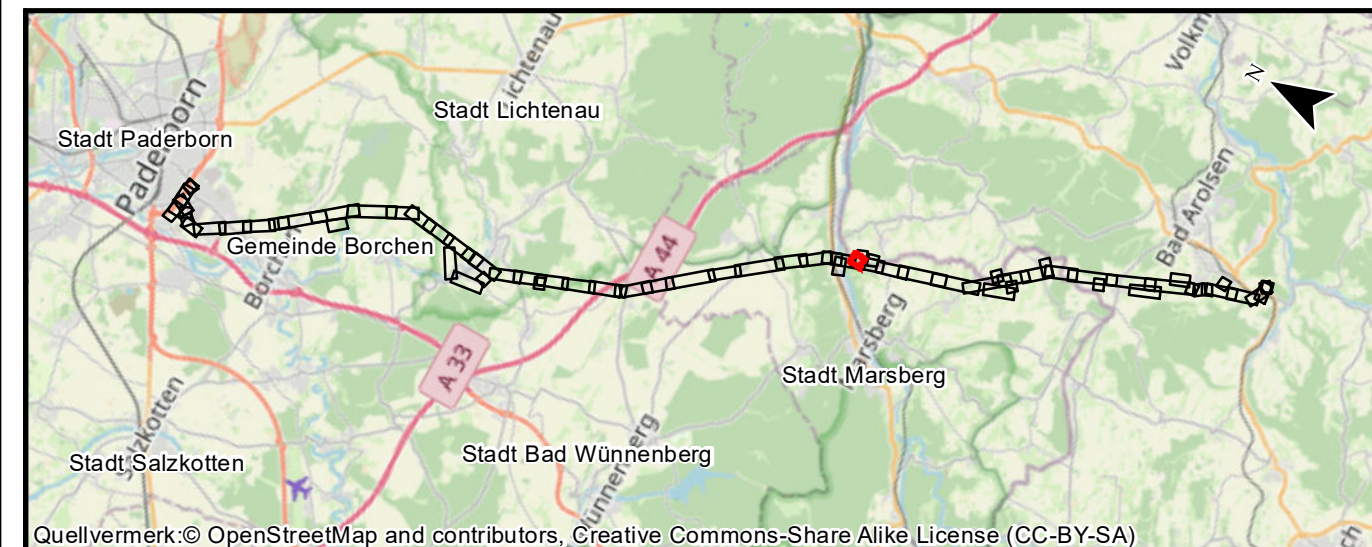 Volkm
N
Lichtenau
Stadt Lichtenau
Stadt Paderborn
Paderborn
Bad Arolsen
Gemeinde Borchen
Borchen
A 44
A 33
Marsberg
Stadt Marsberg
Salzkotten
Stadt Salzkotten
Stadt Bad Wünnenberg
Wünnenberg
Quellvermerk:© OpenStreetMap and contributors, Creative Commons-Share Alike License (CC-BY-SA)
ch